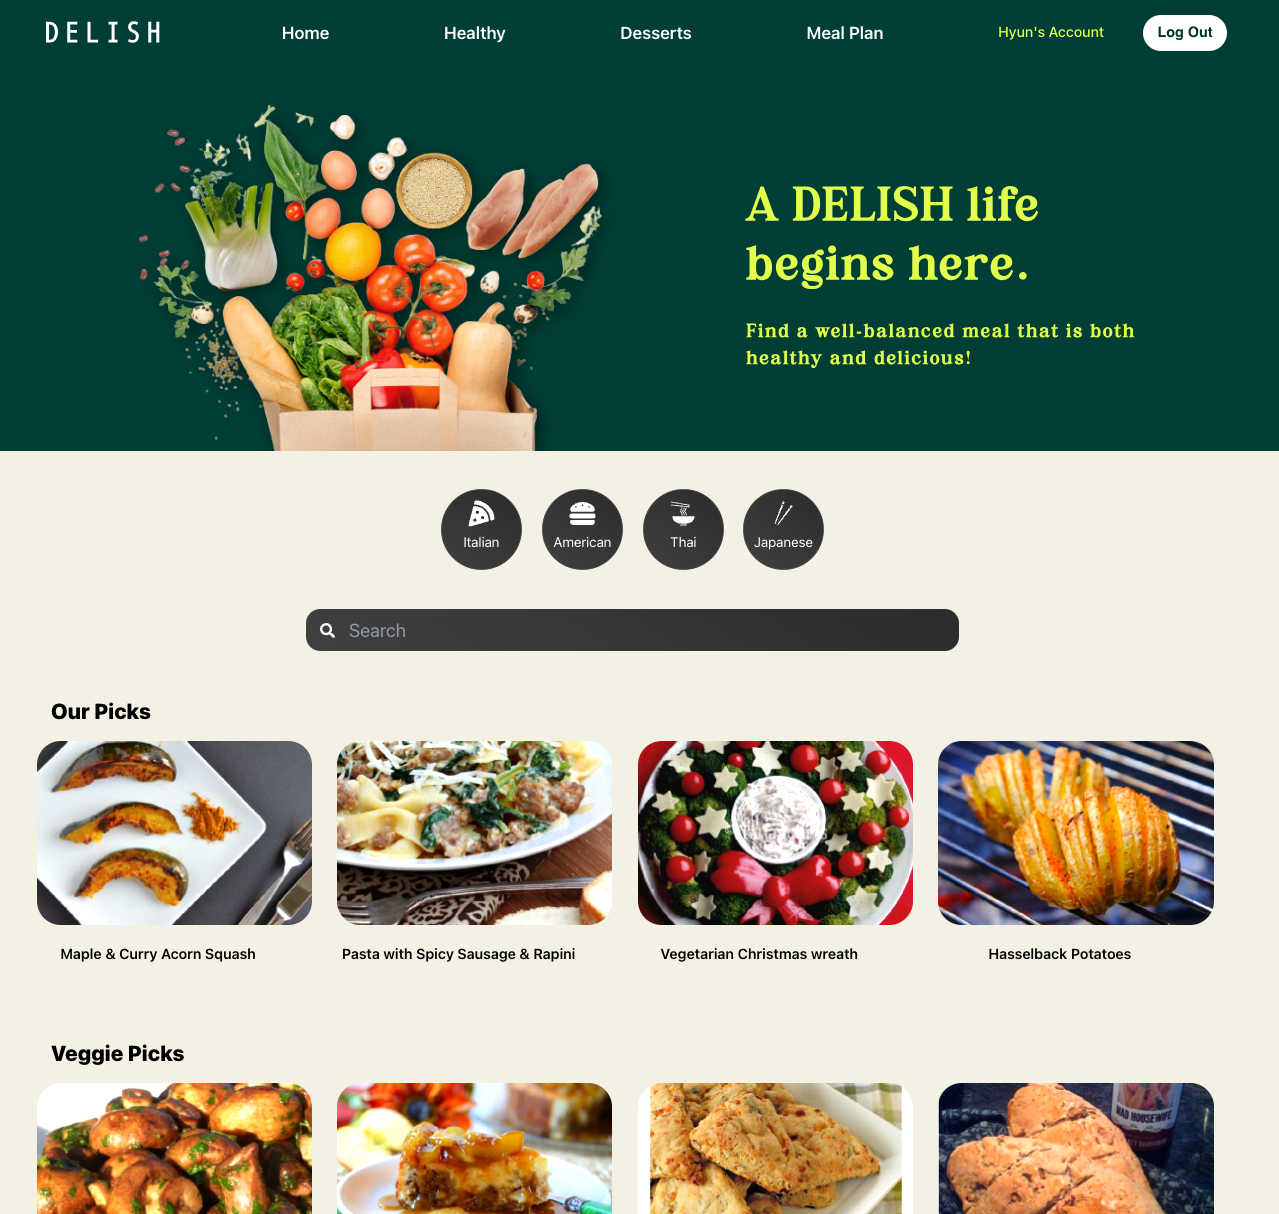 DELISH
Home
Healthy
Desserts
Meal Plan
Hyun's Account
Log Out
A DELISH life
begins here.
Find a well-balanced meal that is both
healthy and delicious!
Italian
American
Thai
Japanese
Search
Our Picks
Maple & Curry Acorn Squash
Pasta with Spicy Sausage & Rapini
Vegetarian Christmas wreath
Hasselback Potatoes
Veggie Picks
MAD HOUSEWIFE